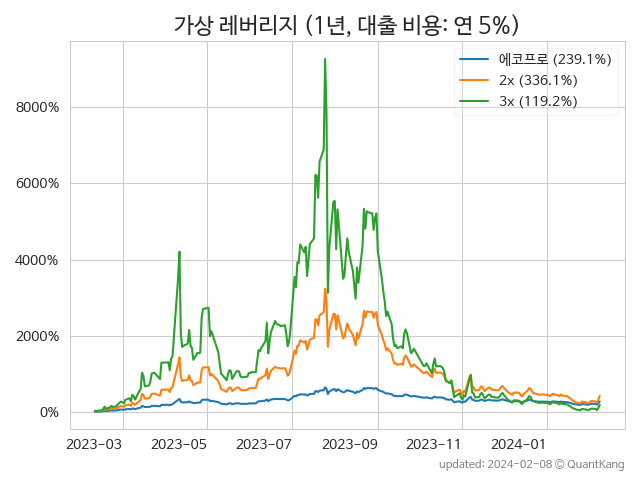 가상 레버리지 (1년, 대출 비용: 연 5%)
에코프로 (239.1%)
2x (336.1%)
3x (119.2%)
8000%
6000%
4000%
2000%
0%
2023-03 2023-05 2023-07 2023-09 2023-11 2024-01
updated: 2024-02-08 © QuantKang